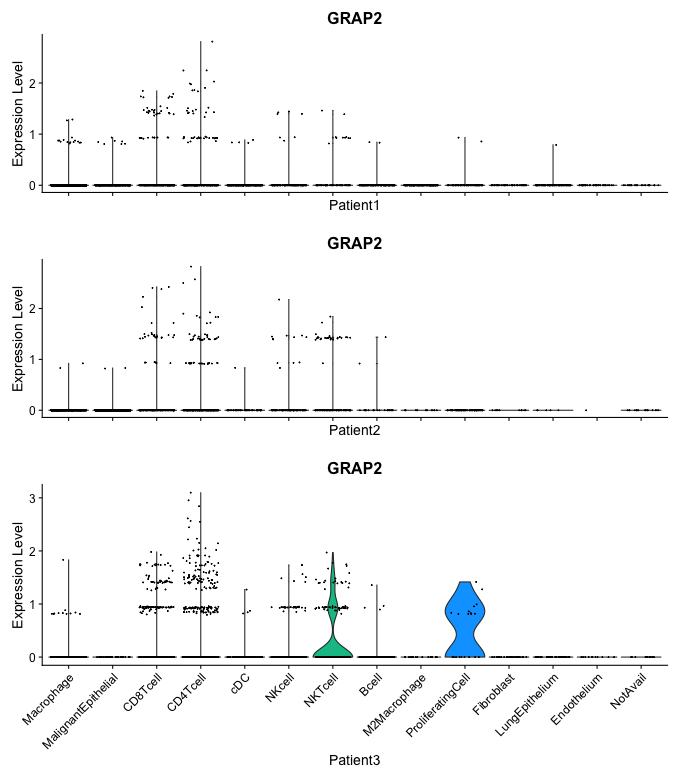 GRAP2
Expression Level
2
1
0
Patient1
GRAP2
Expression Level
2
1
0
Patient2
GRAP2
Expression Level
3
2
1
0
Macrophage
MalignantEpithelial
CD8Tcell
CD4Tcell
cDC
NKcell
NKTcell
Bcell
M2Macrophage
ProliferatingCell
Fibroblast
LungEpithelium
Endothelium
NotAvail
Patient3